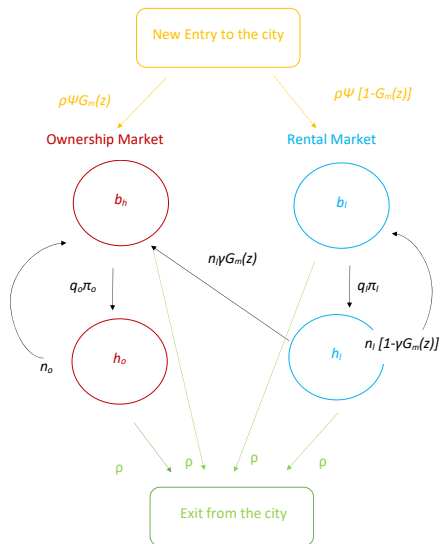 New Entry to the city
ρΨGₘ(z)
ρΨ [1-Gₘ(z)]
Ownership Market
Rental Market
bₕ
bₗ
nₗγGₘ(z)
qₒπₒ
qₗπₗ
nₒ
hₒ
hₗ
nₗ [1-γGₘ(z)]
ρ
ρ
ρ
ρ
Exit from the city